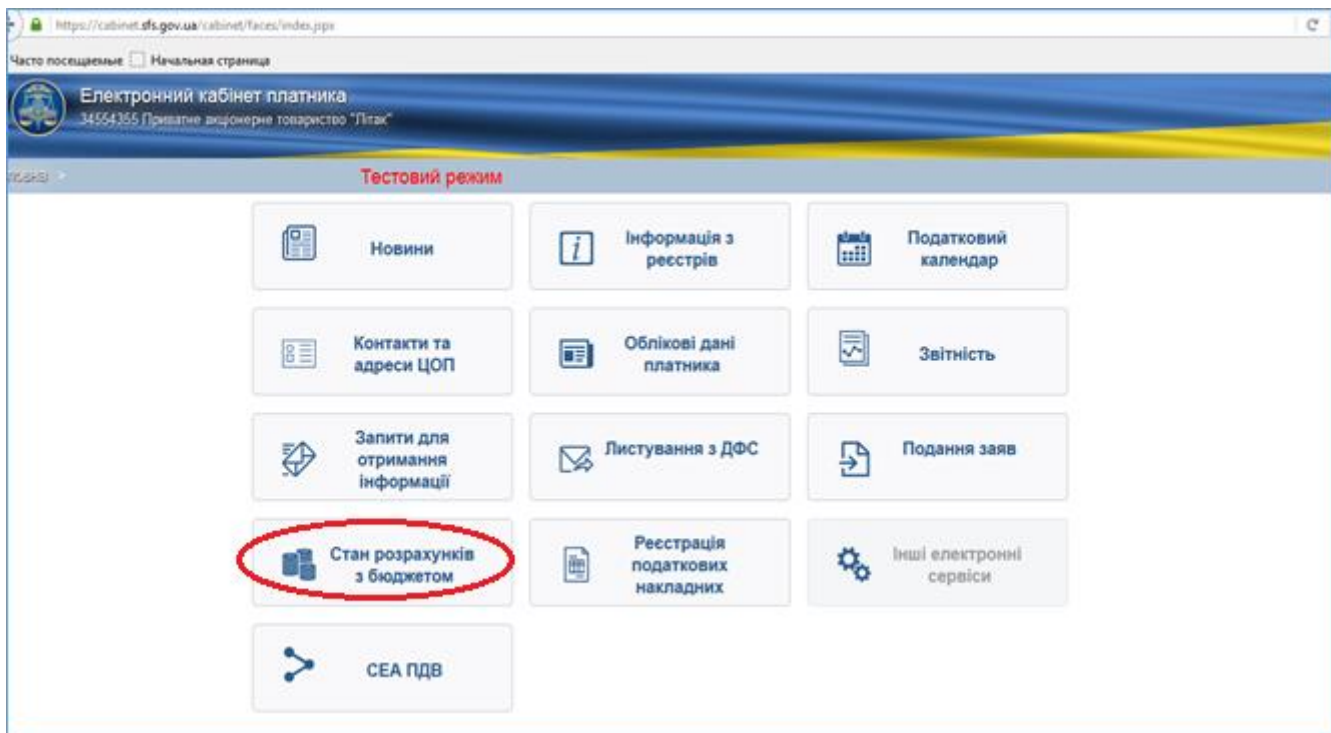 https://cabinet.sfs.gov.ua/cabinet/faces/index.jspx
Часто посещаемые Начальная страница
Електронний кабінет платника
34554355 Приватне акціонерне товариство "Літак"
Тестовий режим
Новини
Інформація з
реєстрів
Податковий
календар
Контакти та
адреси ЦОП
Облікові дані
платника
Звітність
Запити для
отримання
інформації
Листування з ДФС
Подання заяв
Стан розрахунків
з бюджетом
Реєстрація
податкових
накладних
Інші електронні
сервіси
СЕА ПДВ